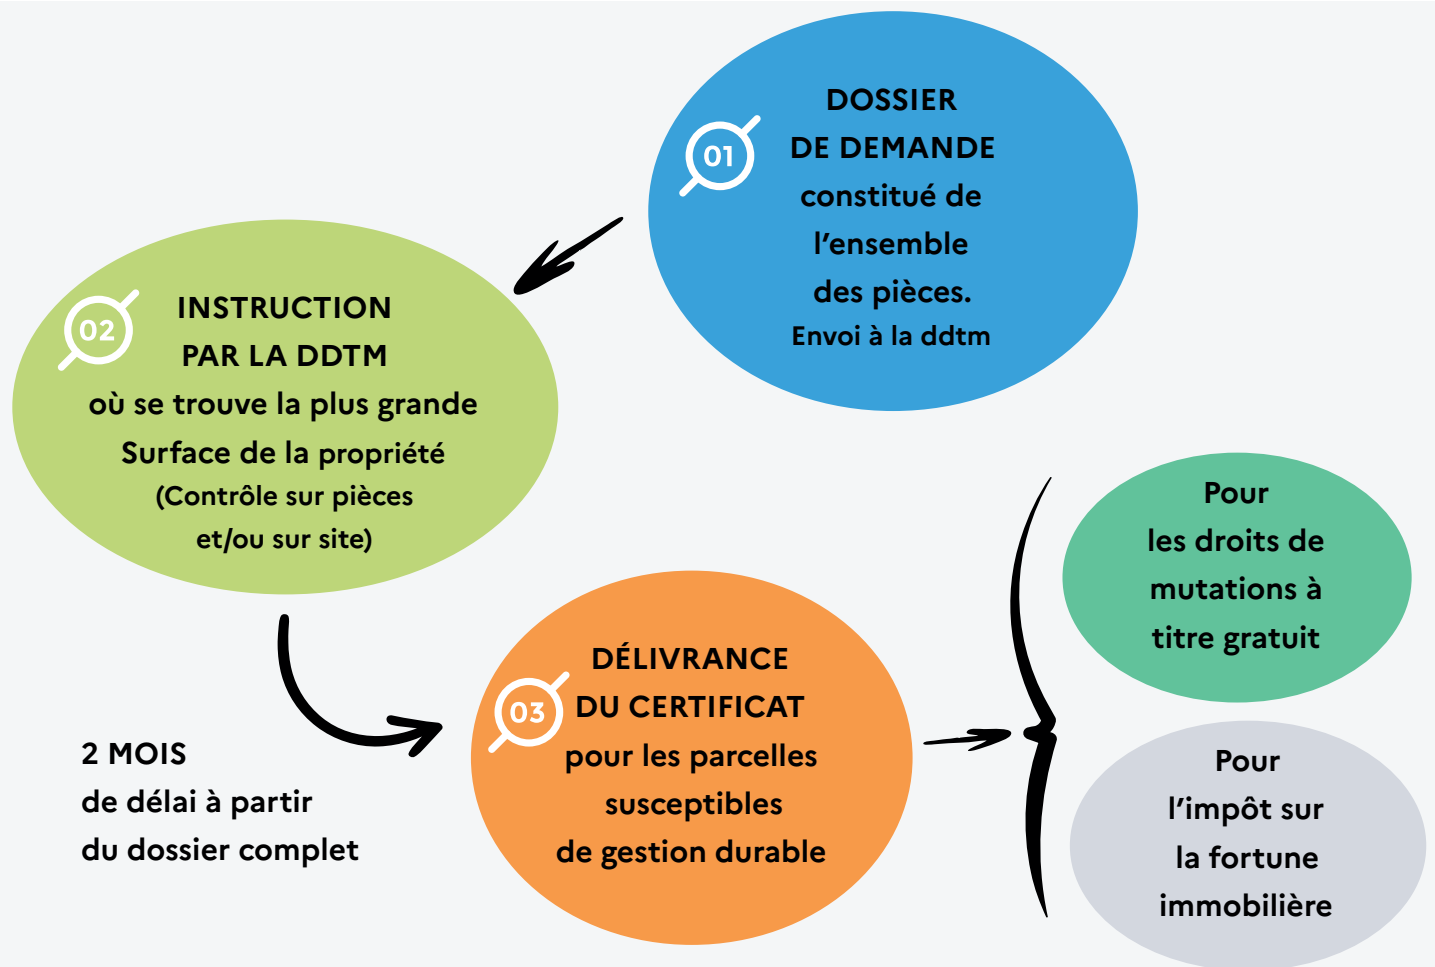 01
DOSSIER
DE DEMANDE
constitué de
l'ensemble
des pièces.
Envoi à la ddtm
02
INSTRUCTION
PAR LA DDTM
où se trouve la plus grande
Surface de la propriété
(Contrôle sur pièces
et/ou sur site)
2 MOIS
de délai à partir
du dossier complet
03
DÉLIVRANCE
DU CERTIFICAT
pour les parcelles
susceptibles
de gestion durable
Pour
les droits de
mutations à
titre gratuit
Pour
l'impôt sur
la fortune
immobilière